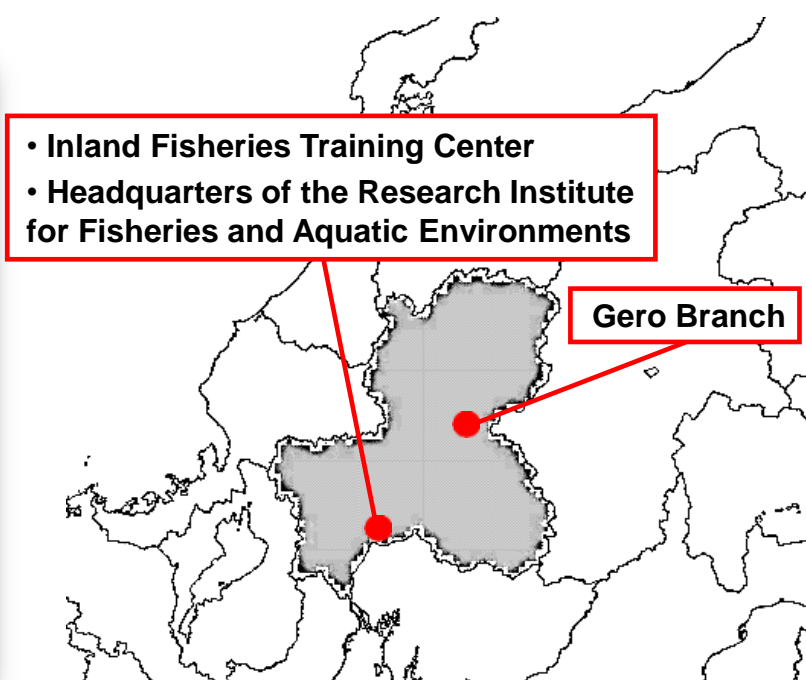 • Inland Fisheries Training Center
• Headquarters of the Research Institute
for Fisheries and Aquatic Environments
Gero Branch